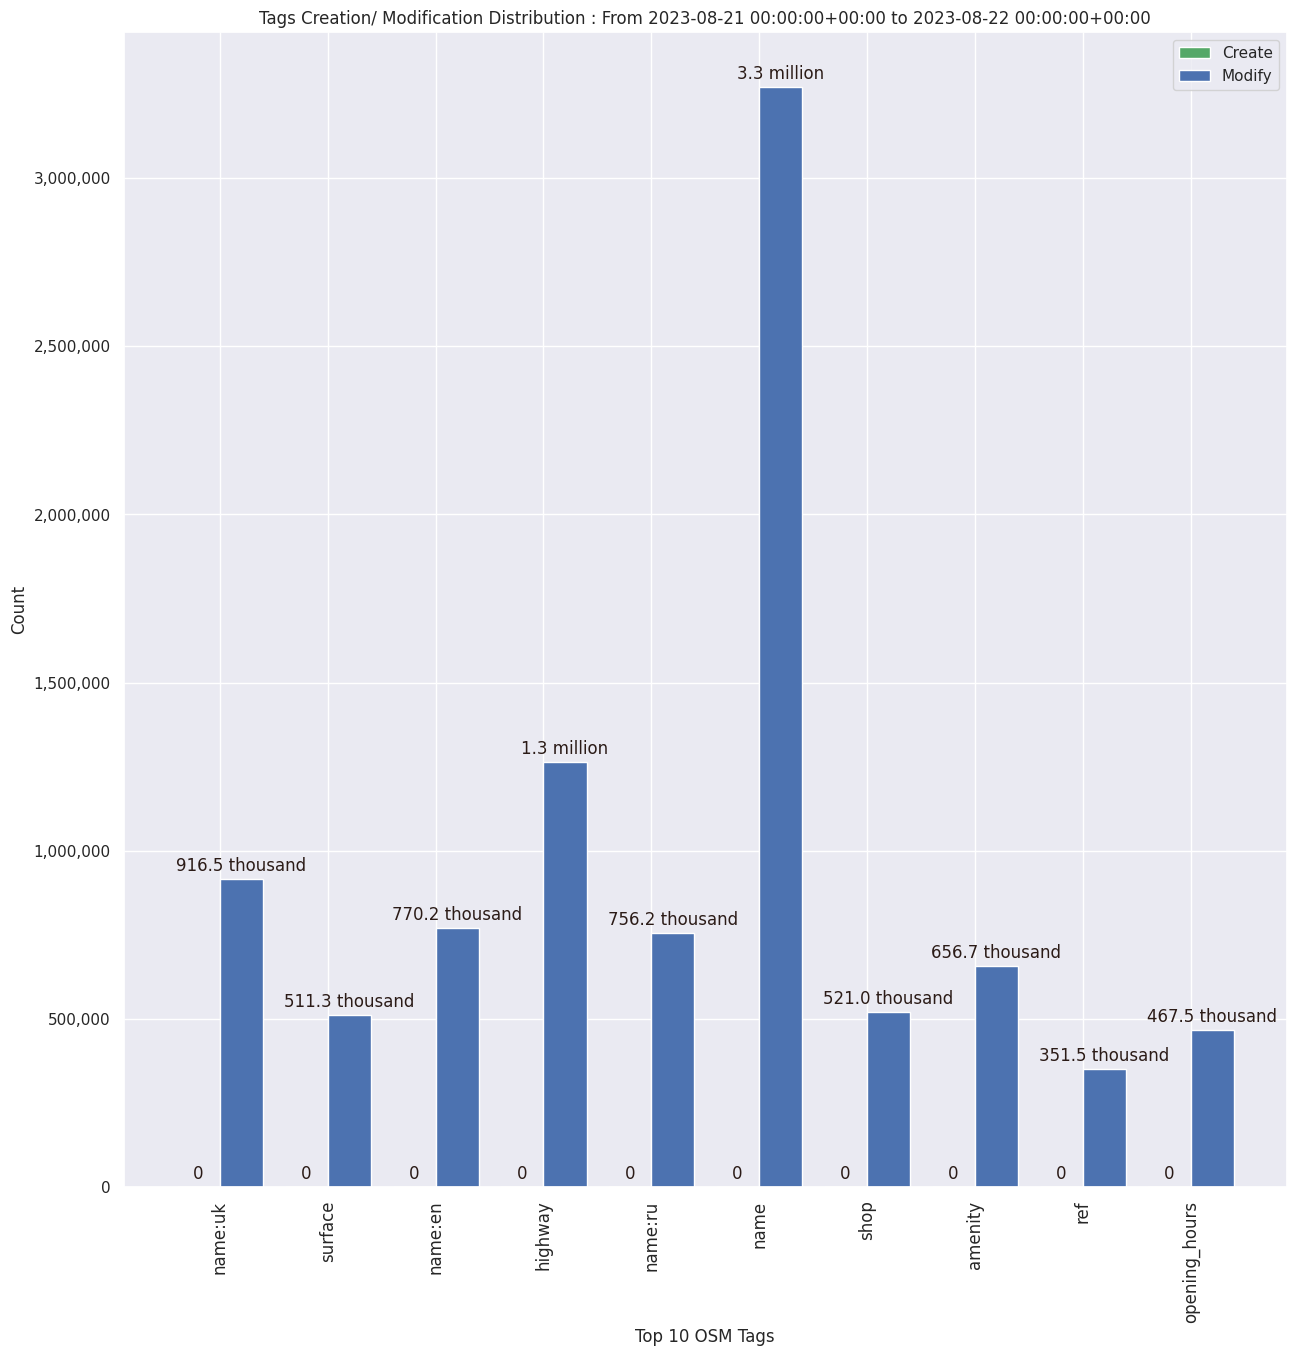 Tags Creation/ Modification Distribution : From 2023-08-21 00:00:00+00:00 to 2023-08-22 00:00:00+00:00
Create
Modify
3.3 million
3,000,000
2,500,000
2,000,000
1,500,000
1,000,000
500,000
0
Count
916.5 thousand
511.3 thousand
770.2 thousand
1.3 million
756.2 thousand
521.0 thousand
656.7 thousand
351.5 thousand
467.5 thousand
0 0 0 0 0 0 0 0 0 0
name:uk
surface
name:en
highway
name:ru
name
shop
amenity
ref
opening_hours
Top 10 OSM Tags